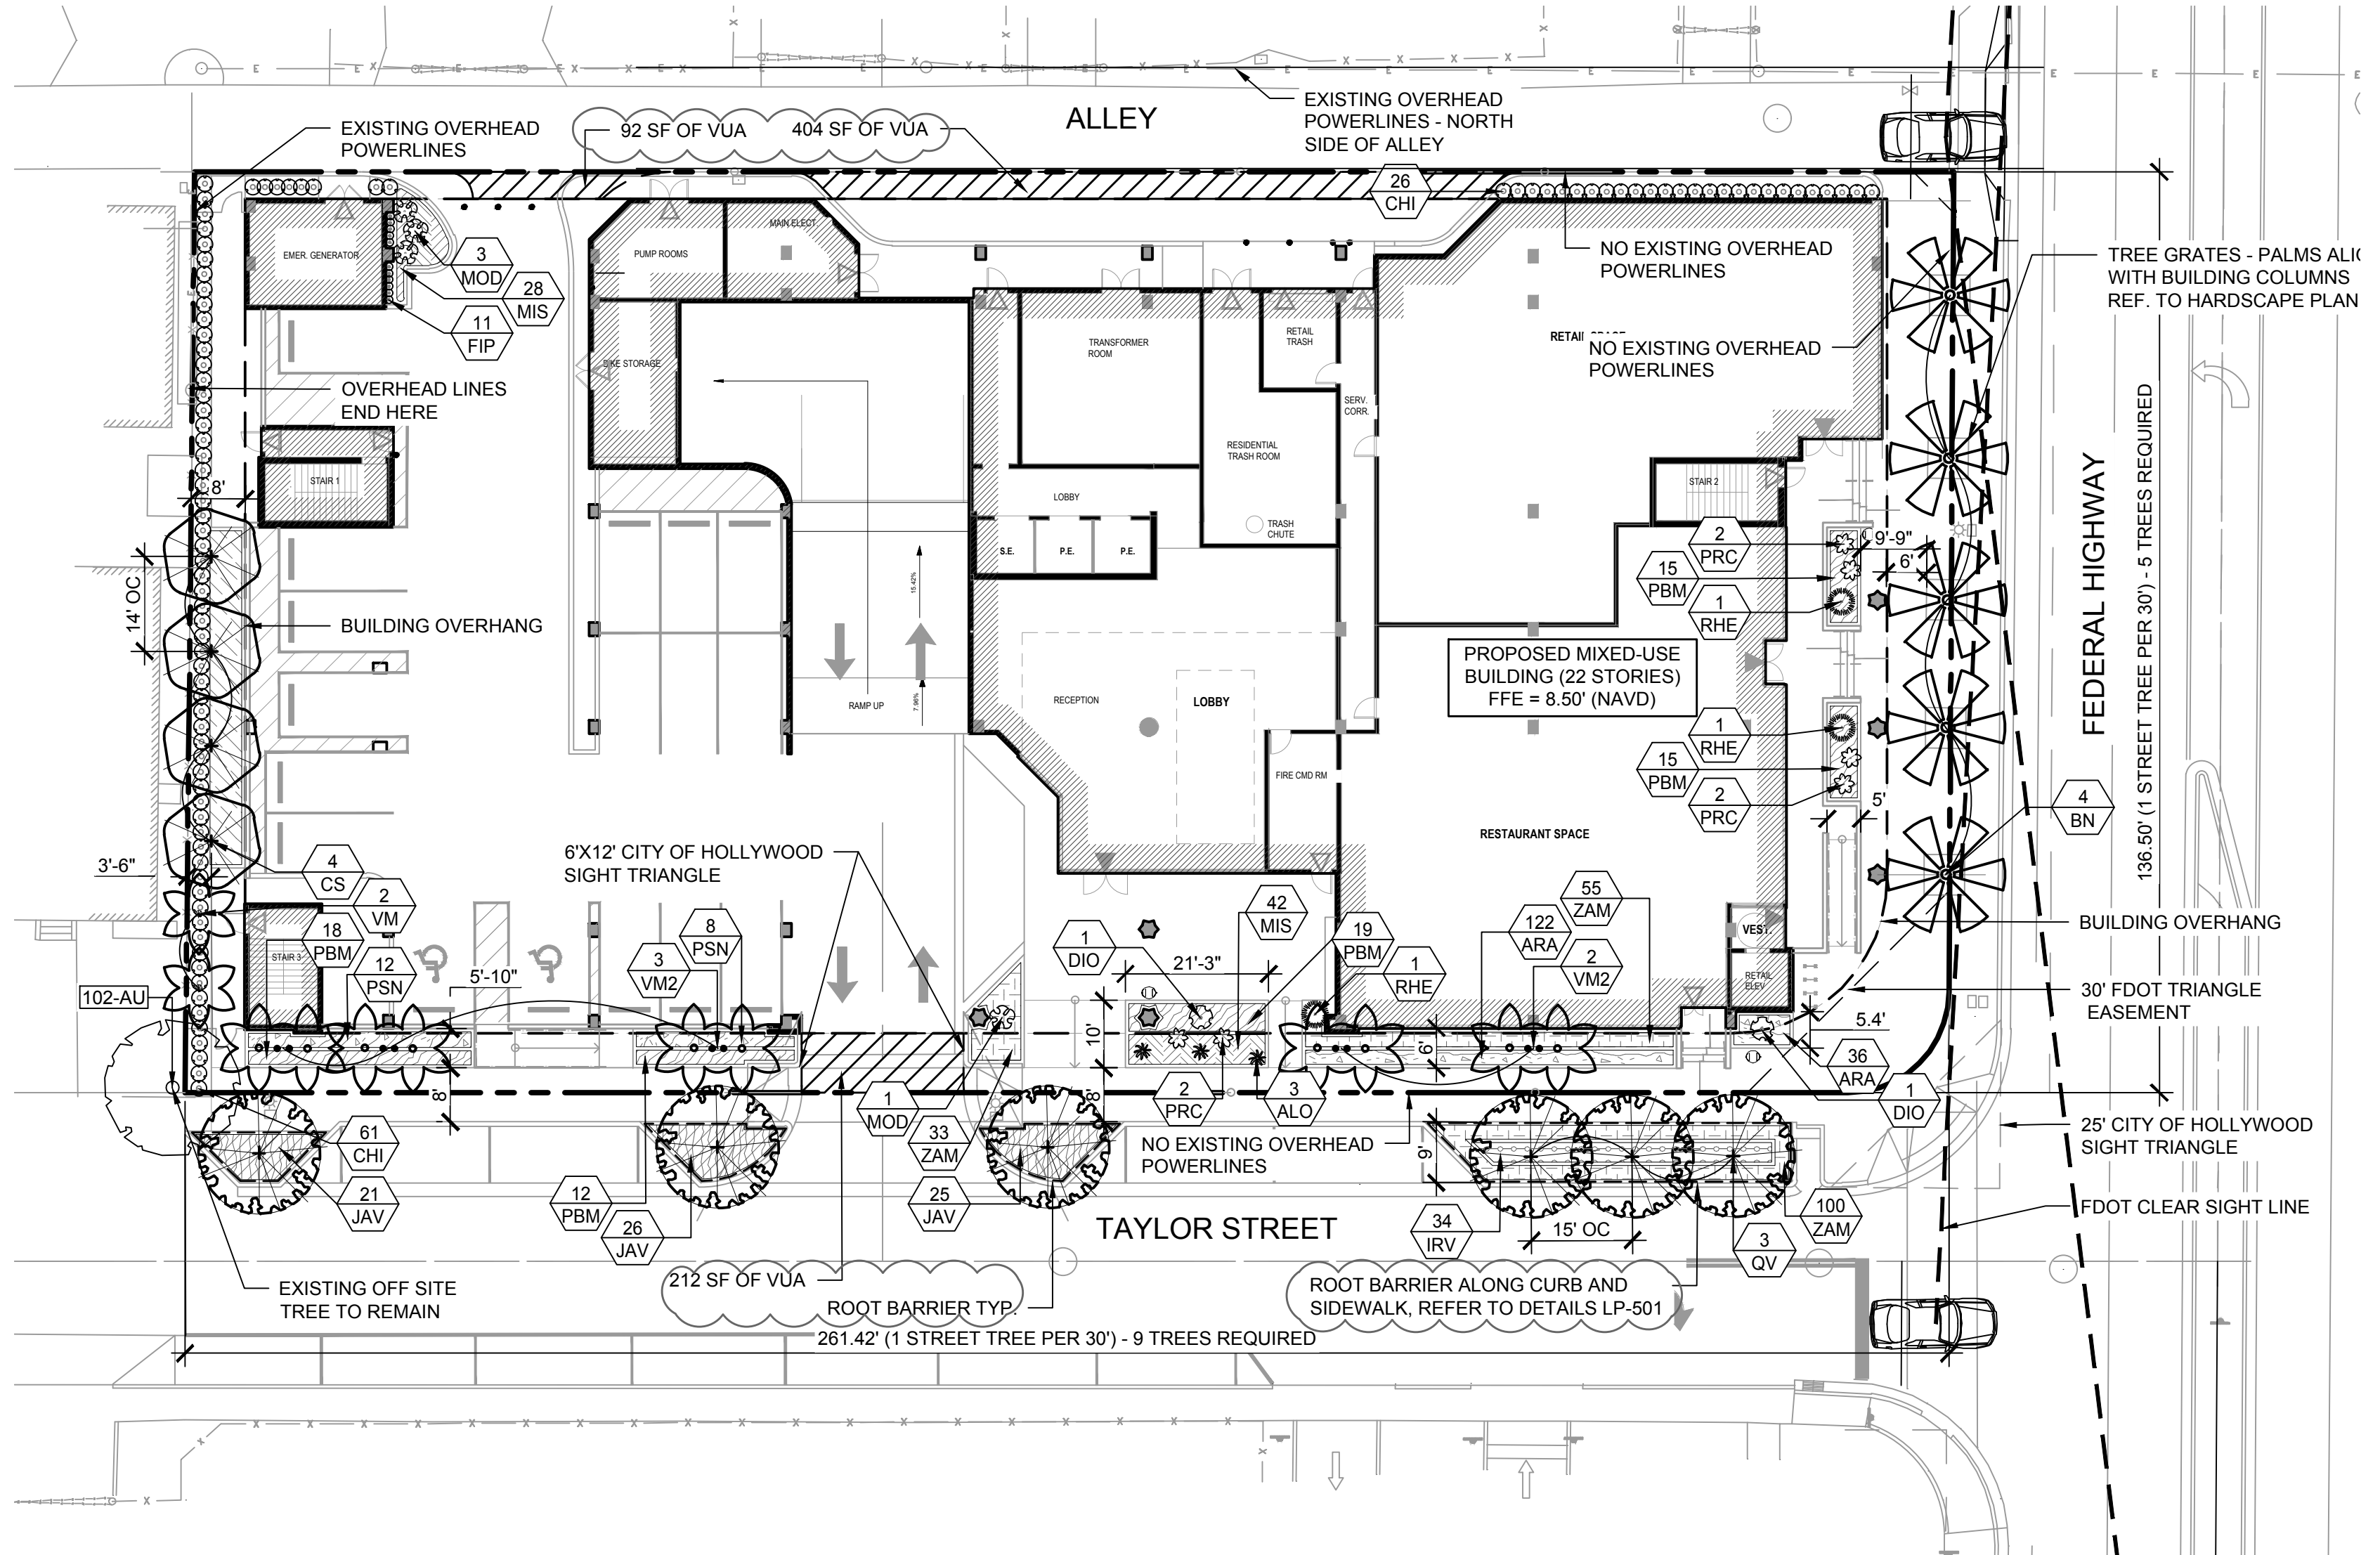 ALLEY
EXISTING OVERHEAD
POWERLINES - NORTH
SIDE OF ALLEY
EXISTING OVERHEAD
POWERLINES
92 SF OF VUA
404 SF OF VUA
26
CHI
NO EXISTING OVERHEAD
POWERLINES
TREE GRATES - PALMS ALIG
WITH BUILDING COLUMNS
REF. TO HARDSCAPE PLAN
EMER. GENERATOR
3
MOD
28
MIS
11
FIP
PUMP ROOMS
MAIN ELECT.
BIKE STORAGE
TRANSFORMER
ROOM
RETAIL
TRASH
NO EXISTING OVERHEAD
POWERLINES
OVERHEAD LINES
END HERE
SERV.
CORR.
RESIDENTIAL
TRASH ROOM
STAIR 1
8'
LOBBY
STAIR 2
TRASH
CHUTE
S.E.
P.E.
P.E.
2
PRC
9'-9"
6'
15
PBM
1
RHE
14' OC
BUILDING OVERHANG
15.42%
7.96%
RAMP UP
RECEPTION
LOBBY
PROPOSED MIXED-USE
BUILDING (22 STORIES)
FFE = 8.50' (NAVD)
1
RHE
15
PBM
2
PRC
5'
FEDERAL HIGHWAY
136.50' (1 STREET TREE PER 30') - 5 TREES REQUIRED
4
BN
FIRE CMD RM
RESTAURANT SPACE
3'-6"
4
CS
2
VM
6'X12' CITY OF HOLLYWOOD
SIGHT TRIANGLE
STAIR 3
18
PBM
12
PSN
5'-10"
8
PSN
3
VM2
1
DIO
42
MIS
21'-3"
19
PBM
1
RHE
122
ARA
55
ZAM
2
VM2
VEST.
RETAIL
ELEV
BUILDING OVERHANG
30' FDOT TRIANGLE
EASEMENT
102-AU
8'
10'
8'
6'
5.4'
36
ARA
1
DIO
1
MOD
2
PRC
3
ALO
33
ZAM
NO EXISTING OVERHEAD
POWERLINES
9'
25' CITY OF HOLLYWOOD
SIGHT TRIANGLE
61
CHI
21
JAV
12
PBM
26
JAV
25
JAV
TAYLOR STREET
34
IRV
15' OC
100
ZAM
3
QV
FDOT CLEAR SIGHT LINE
EXISTING OFF SITE
TREE TO REMAIN
212 SF OF VUA
ROOT BARRIER TYP.
ROOT BARRIER ALONG CURB AND
SIDEWALK, REFER TO DETAILS LP-501
261.42' (1 STREET TREE PER 30') - 9 TREES REQUIRED